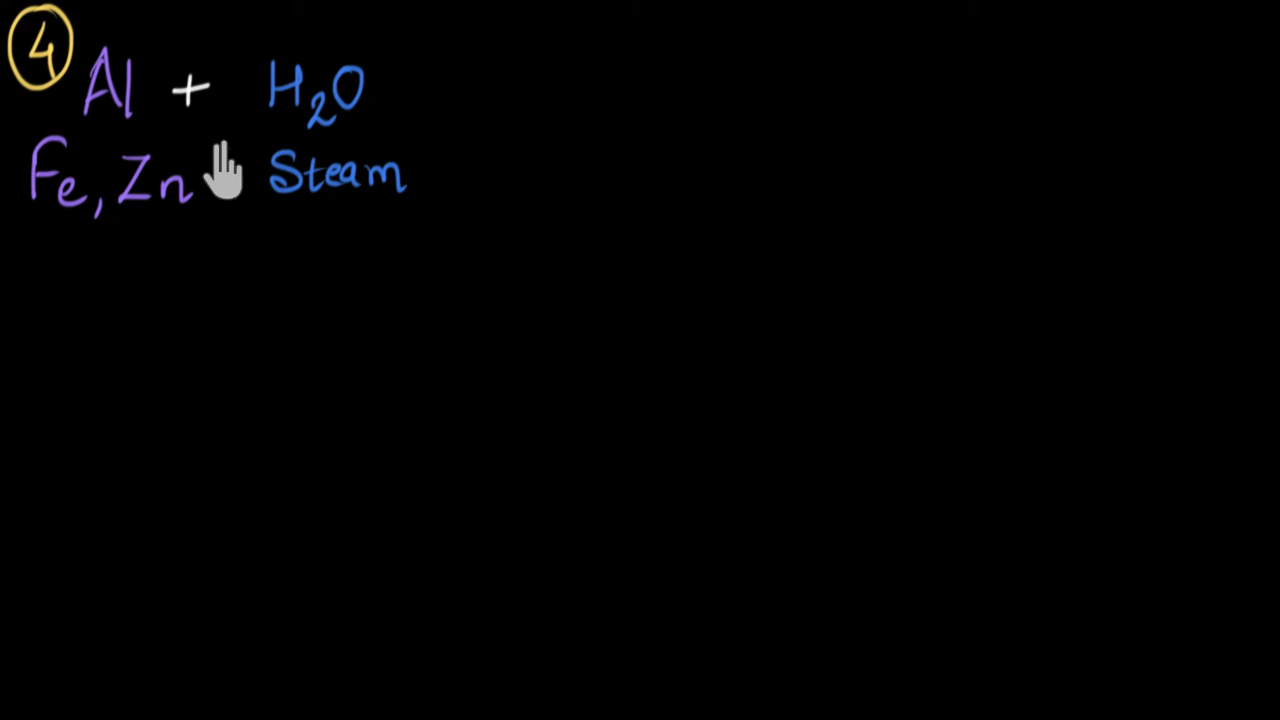 ④ Al + H₂O
Fe, Zn Steam